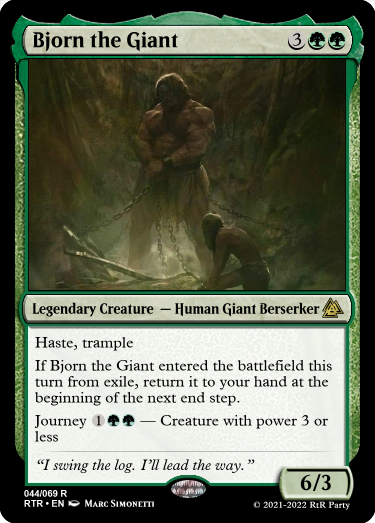 Bjorn the Giant 3
Legendary Creature — Human Giant Berserker
Haste, trample
If Bjorn the Giant entered the battlefield this
turn from exile, return it to your hand at the
beginning of the next end step.
Journey 1 — Creature with power 3 or
less
“I swing the log. I’ll lead the way.”
6/3
044/069 R
RTR • EN Marc Simonetti
© 2021-2022 RtR Party